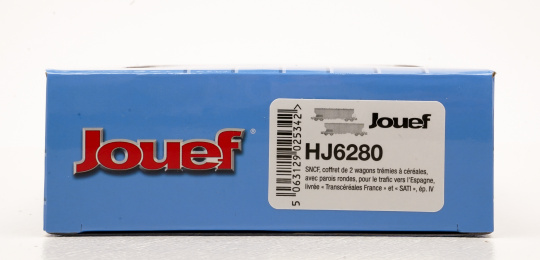 Jouef
®
Jouef
HJ6280
SNCF, coffret de 2 wagons trémies à céréales,
avec parois rondes, pour le trafic vers l'Espagne,
livrée « Transcéréales France » et « SATI », ép. IV
5 063129 025342